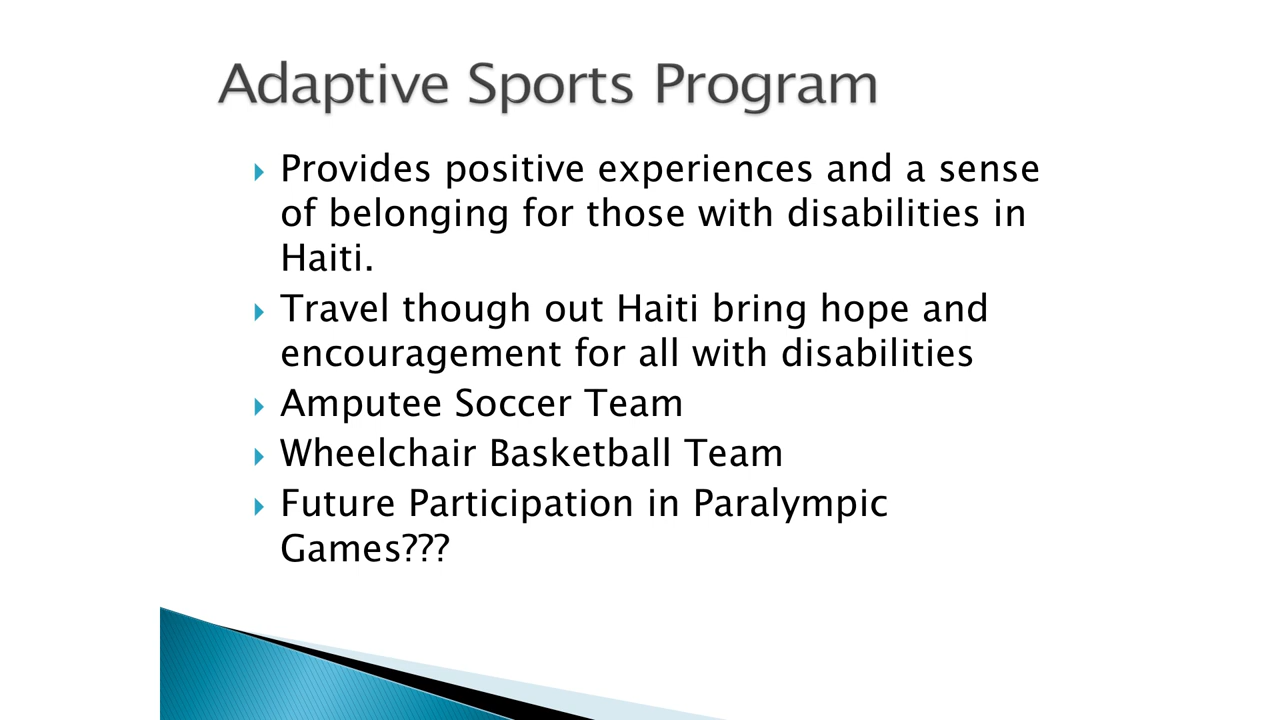 Adaptive Sports Program
Provides positive experiences and a sense
of belonging for those with disabilities in
Haiti.
Travel though out Haiti bring hope and
encouragement for all with disabilities
Amputee Soccer Team
Wheelchair Basketball Team
Future Participation in Paralympic
Games???